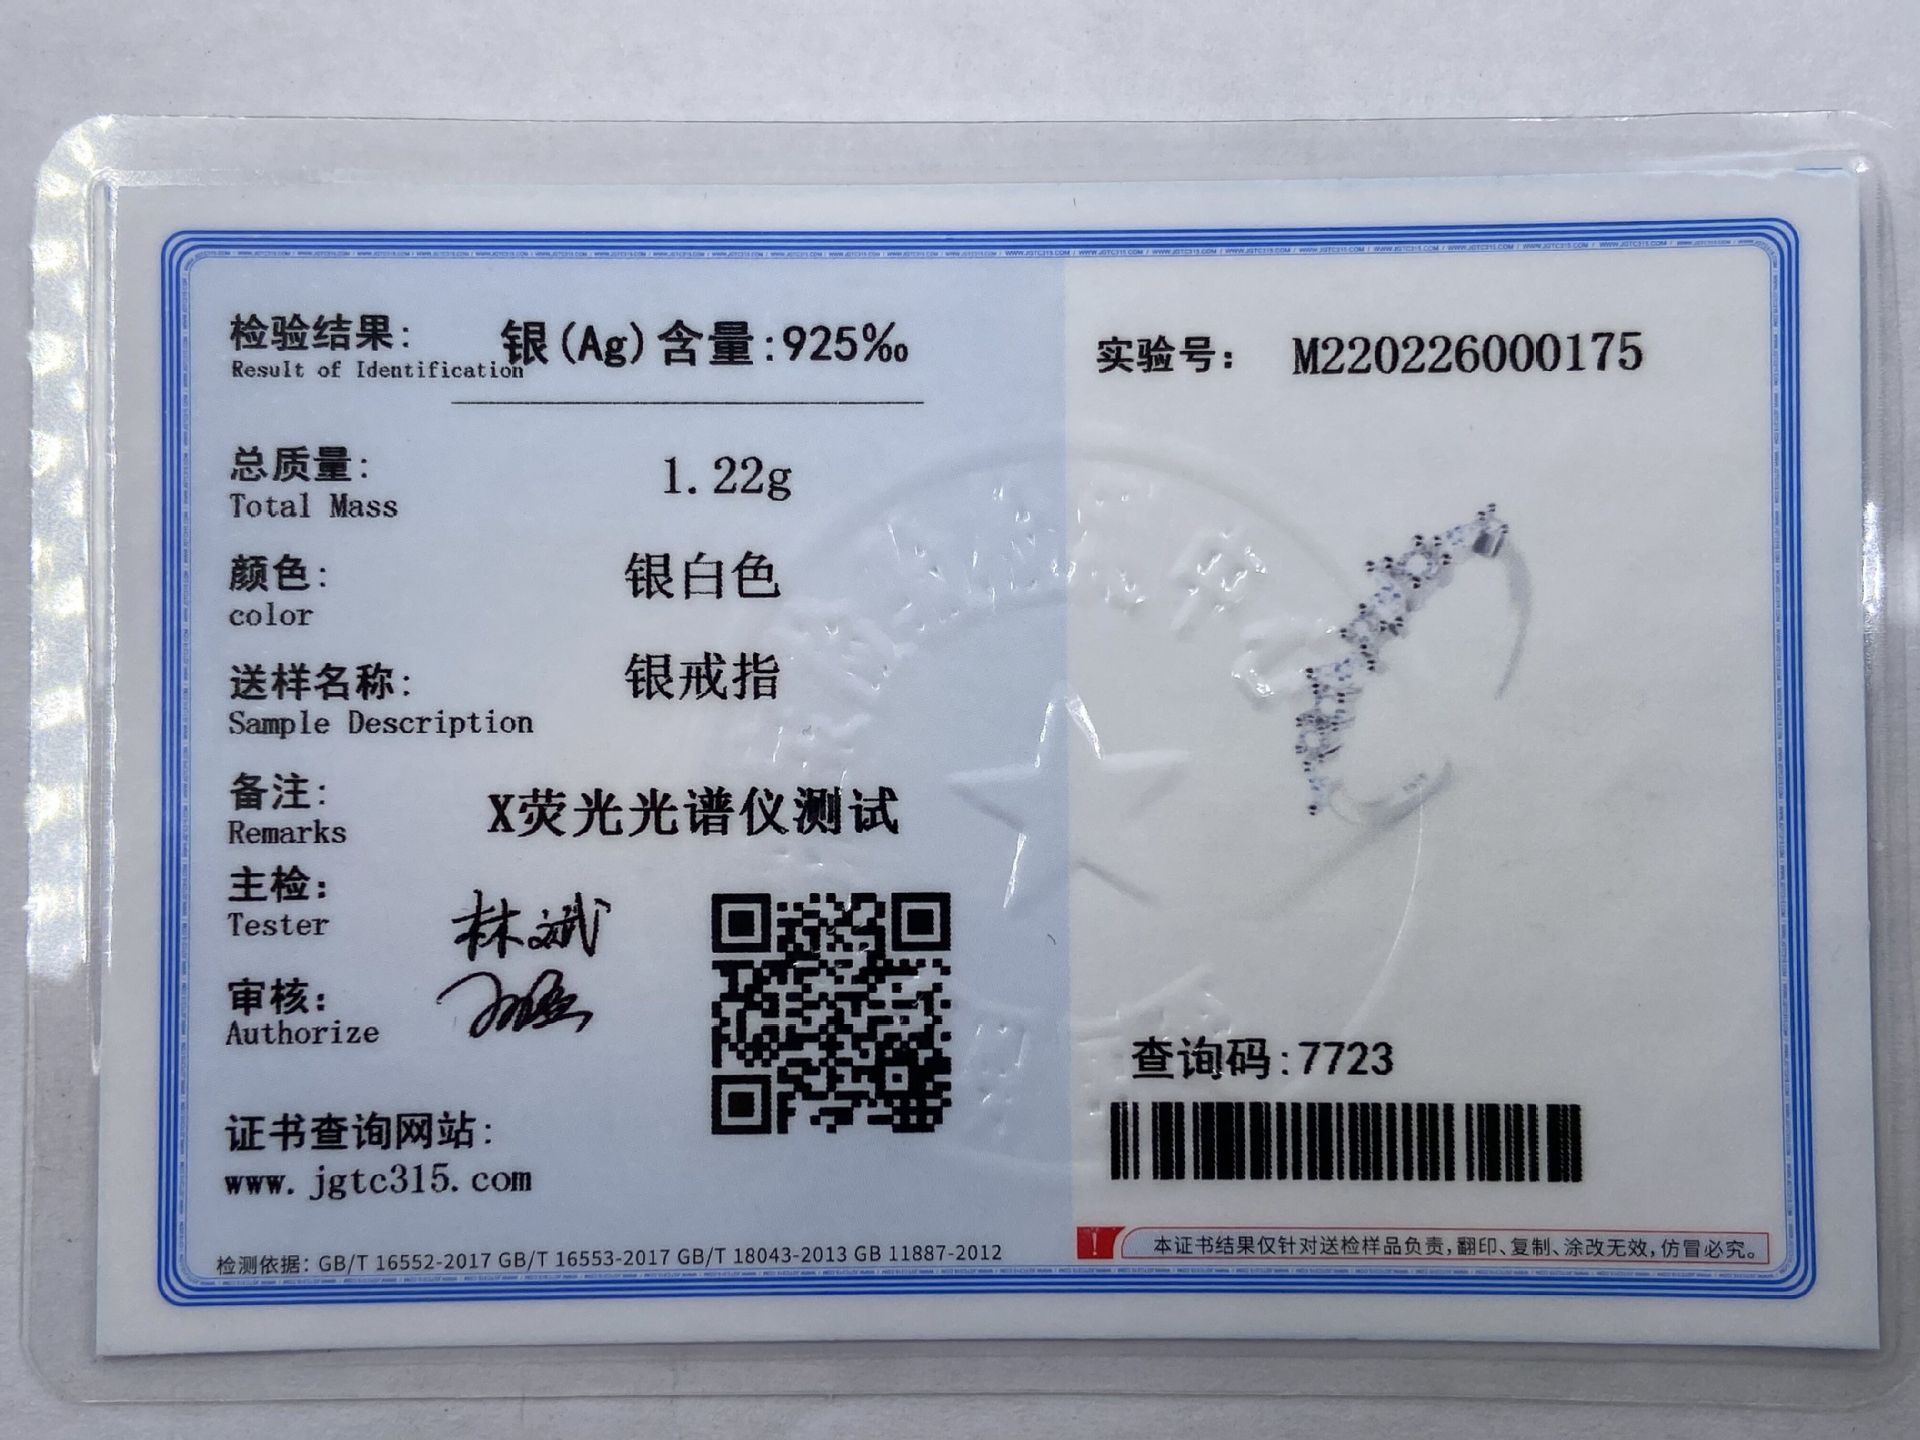 检验结果: 银(Ag)含量:925‰
Result of Identification
总质量: 1.22g
Total Mass
颜色: 银白色
color
送样名称: 银戒指
Sample Description
备注: X荧光光谱仪测试
Remarks
主检: 林斌
Tester
审核:
Authorize
证书查询网站:
www.jgtc315.com
检测依据: GB/T 16552-2017 GB/T 16553-2017 GB/T 18043-2013 GB 11887-2012
实验号: M220226000175
查询码:7723
! 本证书结果仅针对送检样品负责,翻印、复制、涂改无效,仿冒必究。